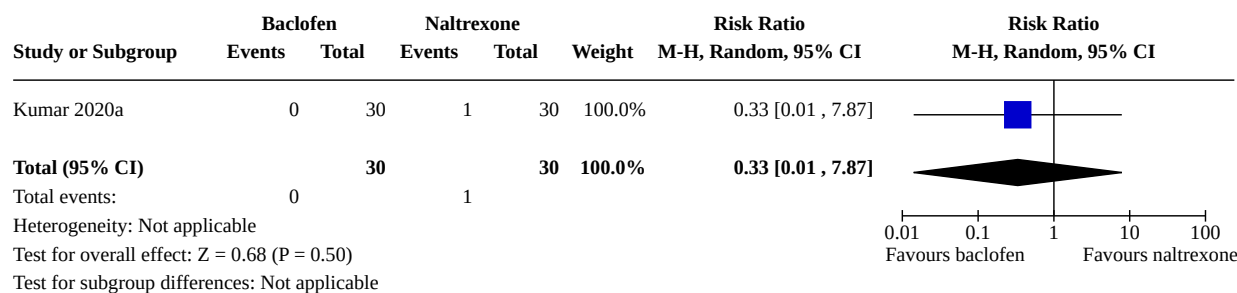 Baclofen Naltrexone Risk Ratio Risk Ratio
Study or Subgroup Events Total Events Total Weight M-H, Random, 95% CI M-H, Random, 95% CI
Kumar 2020a 0 30 1 30 100.0% 0.33 [0.01 , 7.87]
Total (95% CI) 30 30 100.0% 0.33 [0.01 , 7.87]
Total events: 0 1
Heterogeneity: Not applicable
0.01 0.1 1 10 100
Test for overall effect: Z = 0.68 (P = 0.50) Favours baclofen Favours naltrexone
Test for subgroup differences: Not applicable